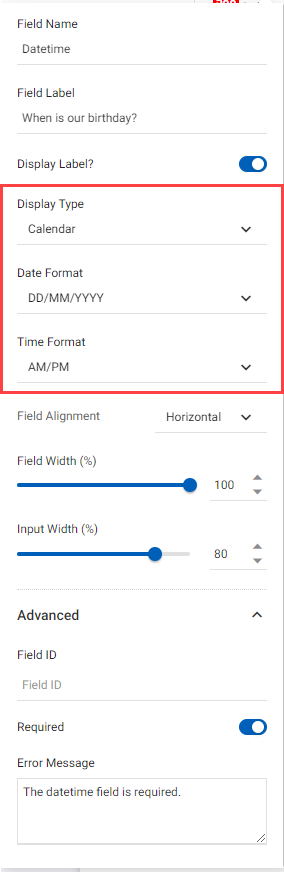 Field Name
Datetime
Field Label
When is our birthday?
Display Label?
Display Type
Calendar
Date Format
DD/MM/YYYY
Time Format
AM/PM
Field Alignment Horizontal
Field Width (%)
100
Input Width (%)
80
Advanced
Field ID
Field ID
Required
Error Message
The datetime field is required.